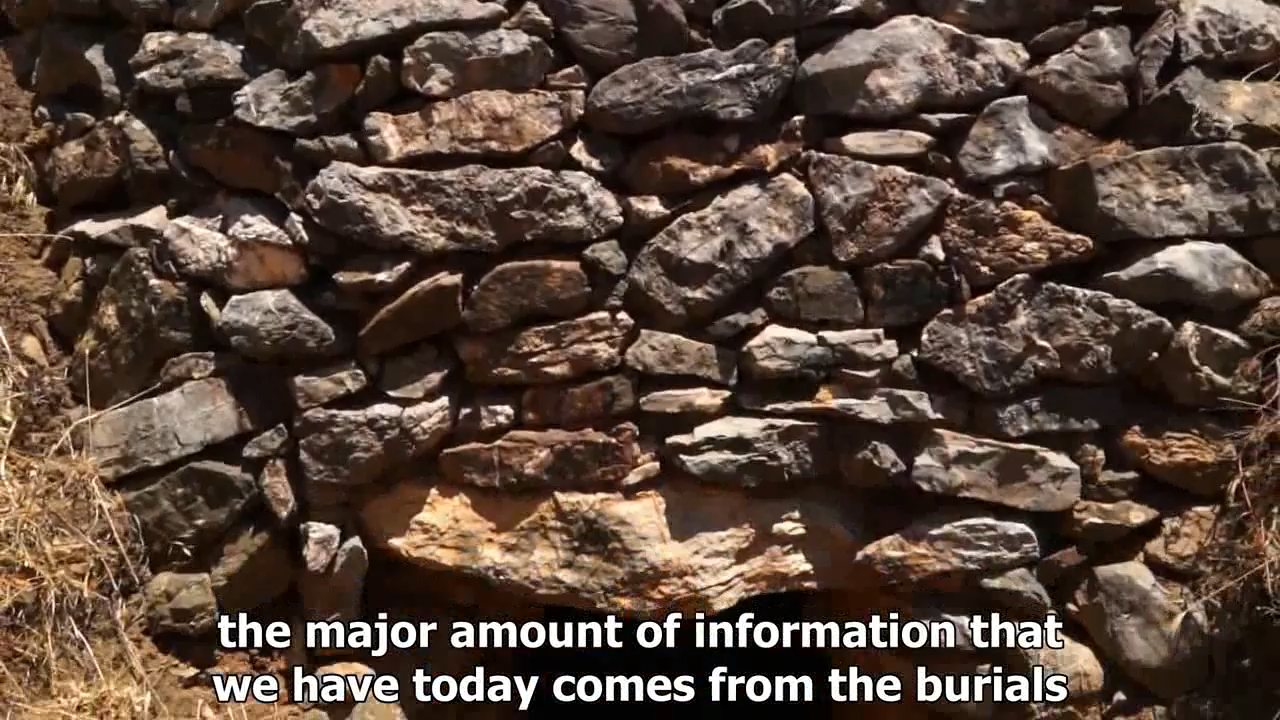 the major amount of information that
we have today comes from the burials